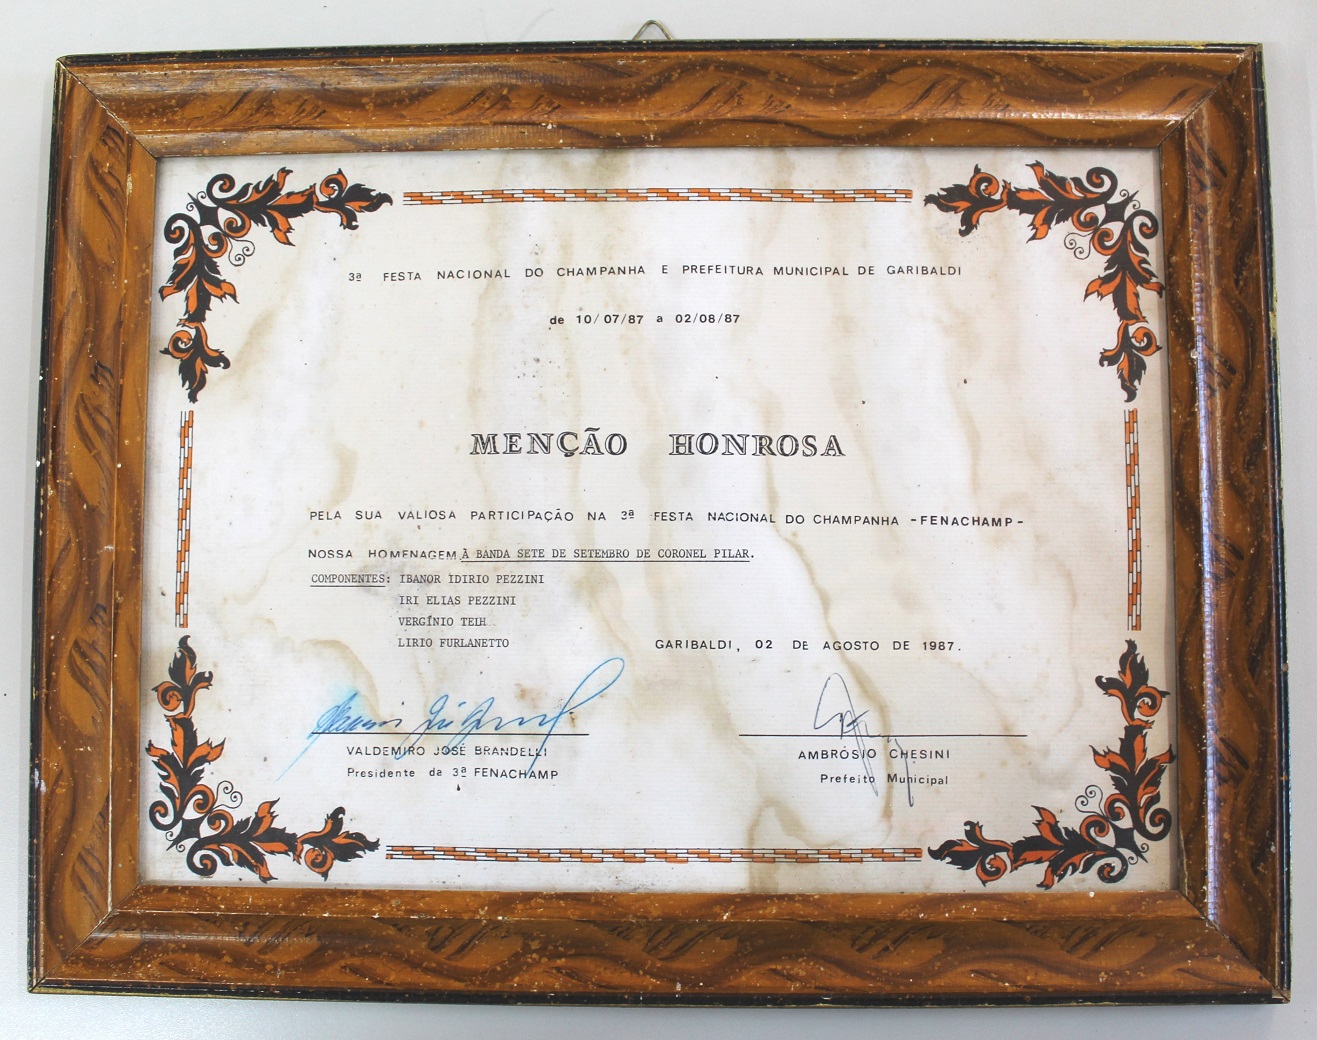 3ª FESTA NACIONAL DO CHAMPANHA E PREFEITURA MUNICIPAL DE GARIBALDI
de 10/07/87 a 02/08/87
MENÇÃO HONROSA
PELA SUA VALIOSA PARTICIPAÇÃO NA 3ª FESTA NACIONAL DO CHAMPANHA -FENACHAMP-
NOSSA HOMENAGEM À BANDA SETE DE SETEMBRO DE CORONEL PILAR.
COMPONENTES: IBANOR IDIRIO PEZZINI
IRI ELIAS PEZZINI
VERGÍNIO TEIH
LIRIO FURLANETTO
GARIBALDI, 02 DE AGOSTO DE 1987.
VALDEMIRO JOSÉ BRANDELLI
Presidente da 3ª FENACHAMP
AMBRÓSIO CHESINI
Prefeito Municipal